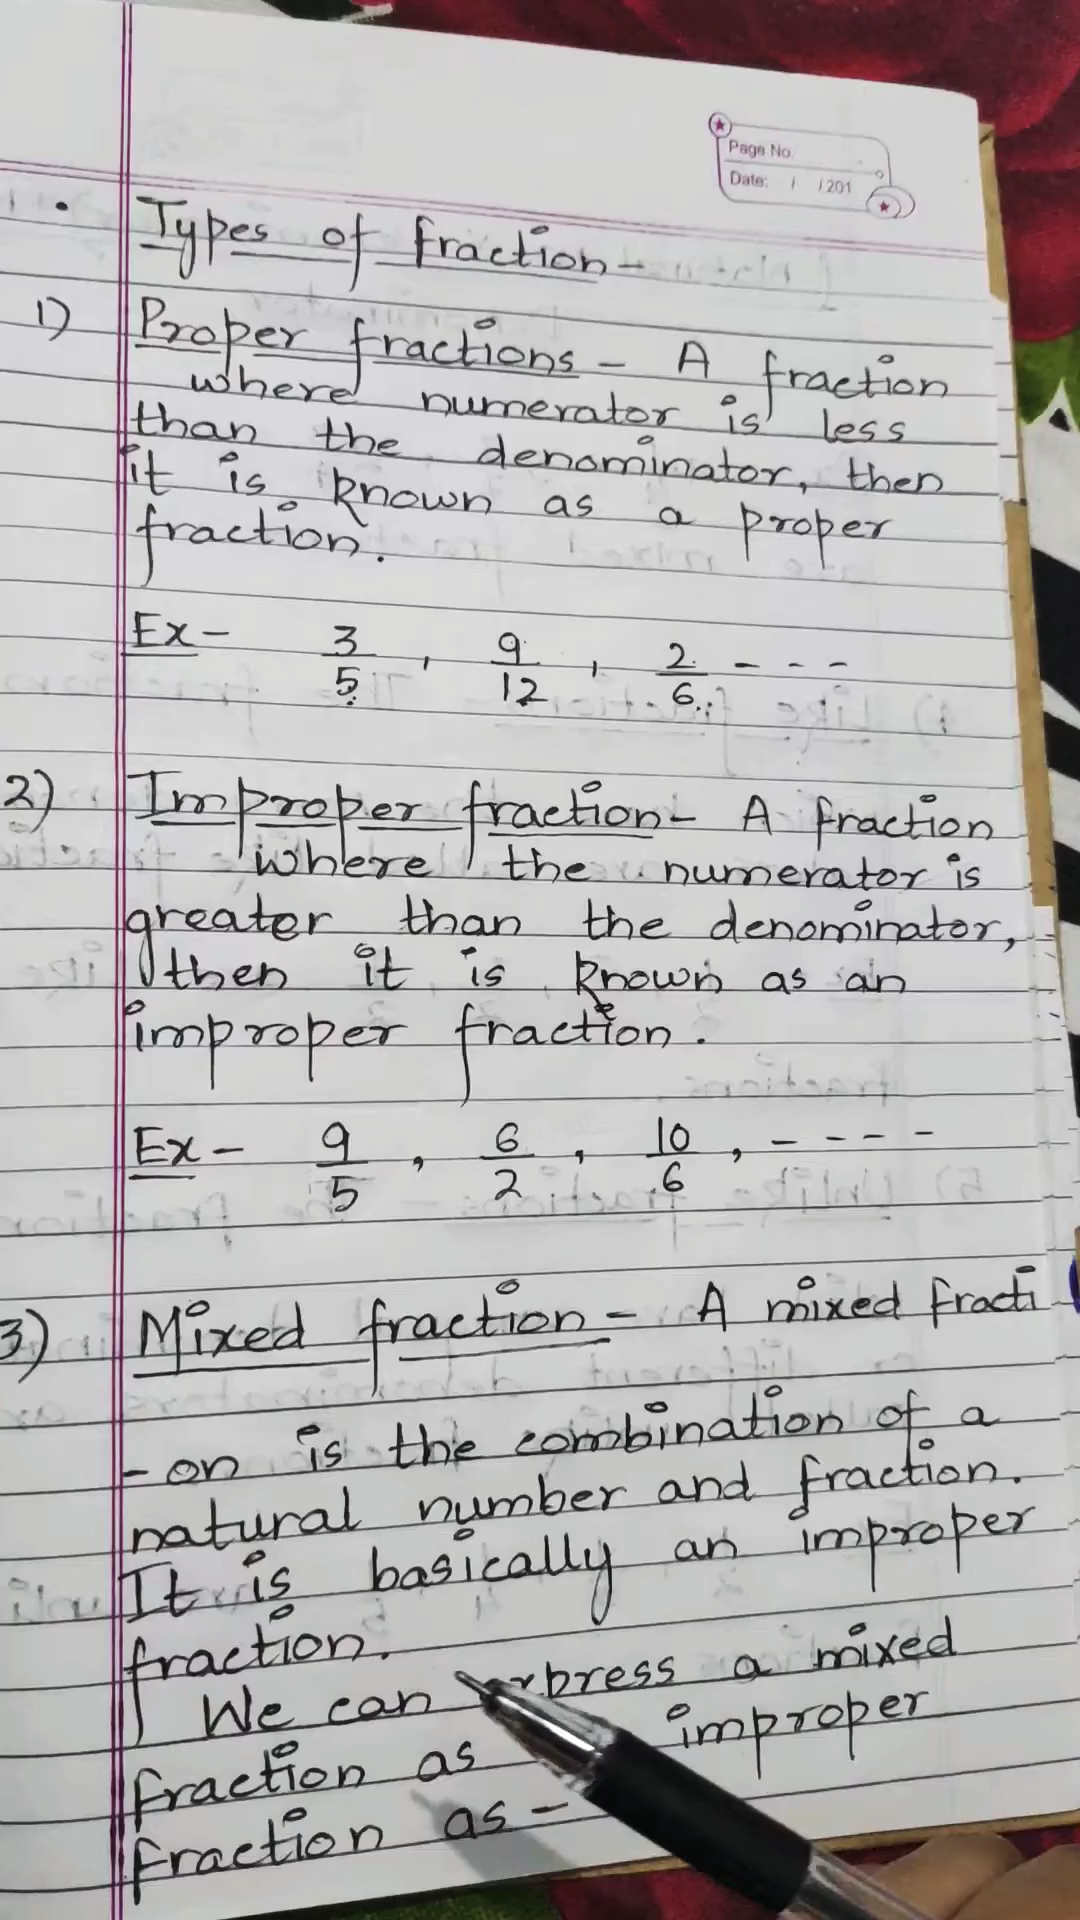 Page No.
Date: / /201
• Types of fraction -
1) Proper fractions - A fraction
where numerator is less
than the denominator, then
it is known as a proper
fraction.
Ex - 3/5 , 9/12 , 2/6 - - -
2) Improper fraction - A fraction
where the numerator is
greater than the denominator,
then it is known as an
improper fraction.
Ex - 9/5 , 6/2 , 10/6 , - - - -
3) Mixed fraction - A mixed fracti
- on is the combination of a
natural number and fraction.
It is basically an improper
fraction.
We can a mixed
fraction as improper
fraction as -